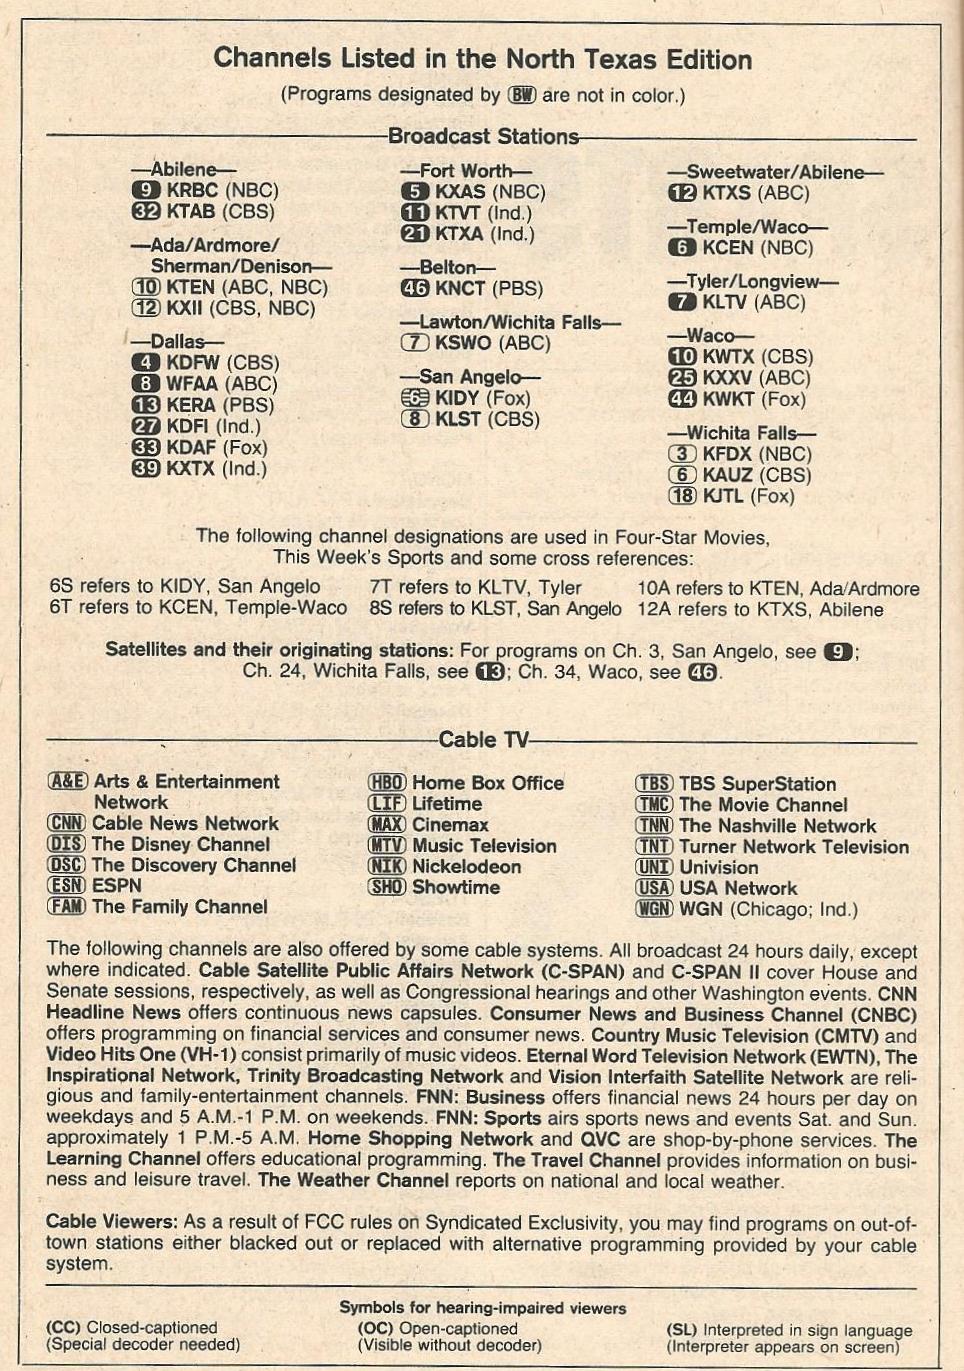 Channels Listed in the North Texas Edition
(Programs designated by BW are not in color.)
Broadcast Stations
—Abilene—
9 KRBC (NBC)
32 KTAB (CBS)
—Ada/Ardmore/
Sherman/Denison—
10 KTEN (ABC, NBC)
12 KXII (CBS, NBC)
—Dallas—
4 KDFW (CBS)
8 WFAA (ABC)
13 KERA (PBS)
27 KDFI (Ind.)
33 KDAF (Fox)
39 KXTX (Ind.)
—Fort Worth—
5 KXAS (NBC)
11 KTVT (Ind.)
21 KTXA (Ind.)
—Belton—
46 KNCT (PBS)
—Lawton/Wichita Falls—
7 KSWO (ABC)
—San Angelo—
6 KIDY (Fox)
8 KLST (CBS)
—Sweetwater/Abilene—
12 KTXS (ABC)
—Temple/Waco—
6 KCEN (NBC)
—Tyler/Longview—
7 KLTV (ABC)
—Waco—
10 KWTX (CBS)
25 KXXV (ABC)
44 KWKT (Fox)
—Wichita Falls—
3 KFDX (NBC)
6 KAUZ (CBS)
18 KJTL (Fox)
The following channel designations are used in Four-Star Movies,
This Week's Sports and some cross references:
6S refers to KIDY, San Angelo
6T refers to KCEN, Temple-Waco
7T refers to KLTV, Tyler
8S refers to KLST, San Angelo
10A refers to KTEN, Ada/Ardmore
12A refers to KTXS, Abilene
Satellites and their originating stations: For programs on Ch. 3, San Angelo, see 9;
Ch. 24, Wichita Falls, see 13; Ch. 34, Waco, see 46.
Cable TV
A&E Arts & Entertainment
Network
CNN Cable News Network
DIS The Disney Channel
DSC The Discovery Channel
ESN ESPN
FAM The Family Channel
HBO Home Box Office
LIF Lifetime
MAX Cinemax
MTV Music Television
NIK Nickelodeon
SHO Showtime
TBS TBS SuperStation
TMC The Movie Channel
TNN The Nashville Network
TNT Turner Network Television
UNI Univision
USA USA Network
WGN WGN (Chicago; Ind.)
The following channels are also offered by some cable systems. All broadcast 24 hours daily, except
where indicated. Cable Satellite Public Affairs Network (C-SPAN) and C-SPAN II cover House and
Senate sessions, respectively, as well as Congressional hearings and other Washington events. CNN
Headline News offers continuous news capsules. Consumer News and Business Channel (CNBC)
offers programming on financial services and consumer news. Country Music Television (CMTV) and
Video Hits One (VH-1) consist primarily of music videos. Eternal Word Television Network (EWTN), The
Inspirational Network, Trinity Broadcasting Network and Vision Interfaith Satellite Network are reli-
gious and family-entertainment channels. FNN: Business offers financial news 24 hours per day on
weekdays and 5 A.M.-1 P.M. on weekends. FNN: Sports airs sports news and events Sat. and Sun.
approximately 1 P.M.-5 A.M. Home Shopping Network and QVC are shop-by-phone services. The
Learning Channel offers educational programming. The Travel Channel provides information on busi-
ness and leisure travel. The Weather Channel reports on national and local weather.
Cable Viewers: As a result of FCC rules on Syndicated Exclusivity, you may find programs on out-of-
town stations either blacked out or replaced with alternative programming provided by your cable
system.
Symbols for hearing-impaired viewers
(CC) Closed-captioned
(Special decoder needed)
(OC) Open-captioned
(Visible without decoder)
(SL) Interpreted in sign language
(Interpreter appears on screen)